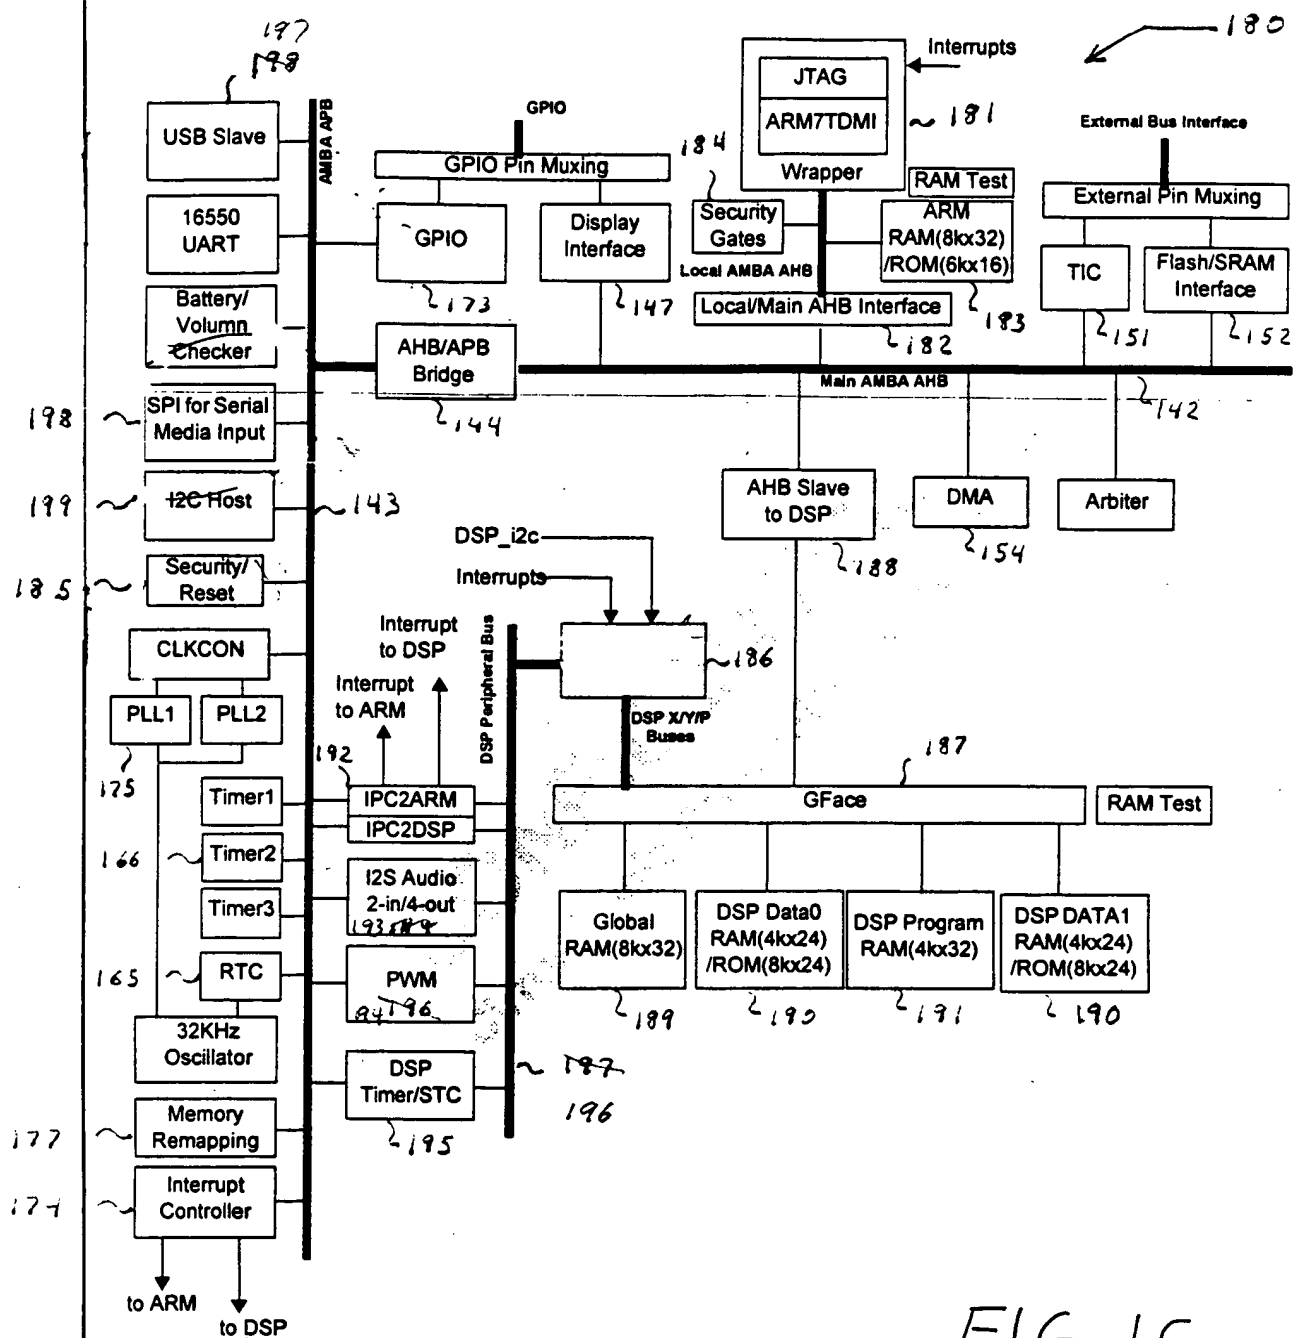 197
198
180
USB Slave
AMBA APB
GPIO
GPIO Pin Muxing
GPIO
173
Display
Interface
147
JTAG
ARM7TDMI
Wrapper
Interrupts
181
184
Security
Gates
RAM Test
ARM
RAM(8kx32)
/ROM(6kx16)
183
Local AMBA AHB
Local/Main AHB Interface
182
External Bus Interface
External Pin Muxing
TIC
151
Flash/SRAM
Interface
152
16550
UART
Battery/
Volumn
Checker
AHB/APB
Bridge
144
Main AMBA AHB
142
198
SPI for Serial
Media Input
199
I2C Host
143
185
Security/
Reset
AHB Slave
to DSP
188
DMA
154
Arbiter
DSP_i2c
Interrupts
186
CLKCON
PLL1
PLL2
175
Interrupt
to DSP
Interrupt
to ARM
DSP Peripheral Bus
DSP X/Y/P
Buses
187
GFace
RAM Test
192
Timer1
IPC2ARM
IPC2DSP
166
Timer2
Timer3
I2S Audio
2-in/4-out
193
Global
RAM(8kx32)
189
DSP Data0
RAM(4kx24)
/ROM(8kx24)
190
DSP Program
RAM(4kx32)
191
DSP DATA1
RAM(4kx24)
/ROM(8kx24)
190
165
RTC
PWM
194
196
32KHz
Oscillator
DSP
Timer/STC
195
197
196
177
Memory
Remapping
174
Interrupt
Controller
to ARM
to DSP